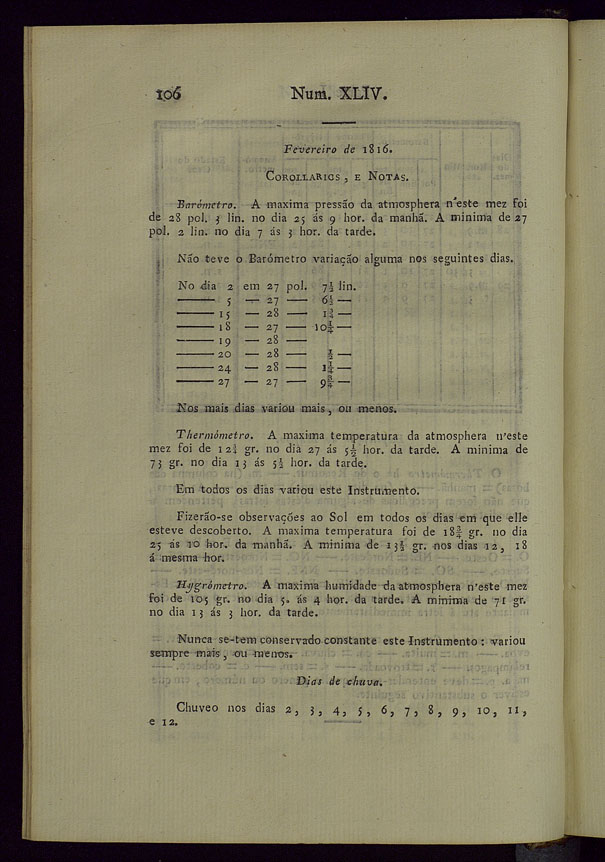 106 Num. XLIV.
Fevereiro de 1816.
COROLLARIOS, E NOTAS.
Barómetro. A maxima pressão da atmosphera n'este mez foi
de 28 pol. 3 lin. no dia 25 ás 9 hor. da manhã. A minima de 27
pol. 2 lin. no dia 7 ás 3 hor. da tarde.
Não teve o Barómetro variação alguma nos seguintes dias.
No dia 2 em 27 pol. 7½ lin.
—— 5 — 27 — 6½ —
—— 15 — 28 — 1¾ —
—— 18 — 27 — 10½ —
—— 19 — 28 —
—— 20 — 28 — ½ —
—— 24 — 28 — 1¼ —
—— 27 — 27 — 9¾ —
Nos mais dias variou mais, ou menos.
Thermómetro. A maxima temperatura da atmosphera n'este
mez foi de 12¼ gr. no dia 27 ás 5½ hor. da tarde. A minima de
7¾ gr. no dia 13 ás 5½ hor. da tarde.
Em todos os dias variou este Instrumento.
Fizerão-se observações ao Sol em todos os dias em que elle
esteve descoberto. A maxima temperatura foi de 18¾ gr. no dia
25 ás 10 hor. da manhã. A minima de 13½ gr. nos dias 12, 18
á mesma hor.
Hygrómetro. A maxima humidade da atmosphera n'este mez
foi de 105 gr. no dia 5. ás 4 hor. da tarde. A minima de 71 gr.
no dia 13 ás 3 hor. da tarde.
Nunca se-tem conservado constante este Instrumento : variou
sempre mais, ou menos.
Dias de chuva.
Chuveo nos dias 2, 3, 4, 5, 6, 7, 8, 9, 10, 11,
e 12.